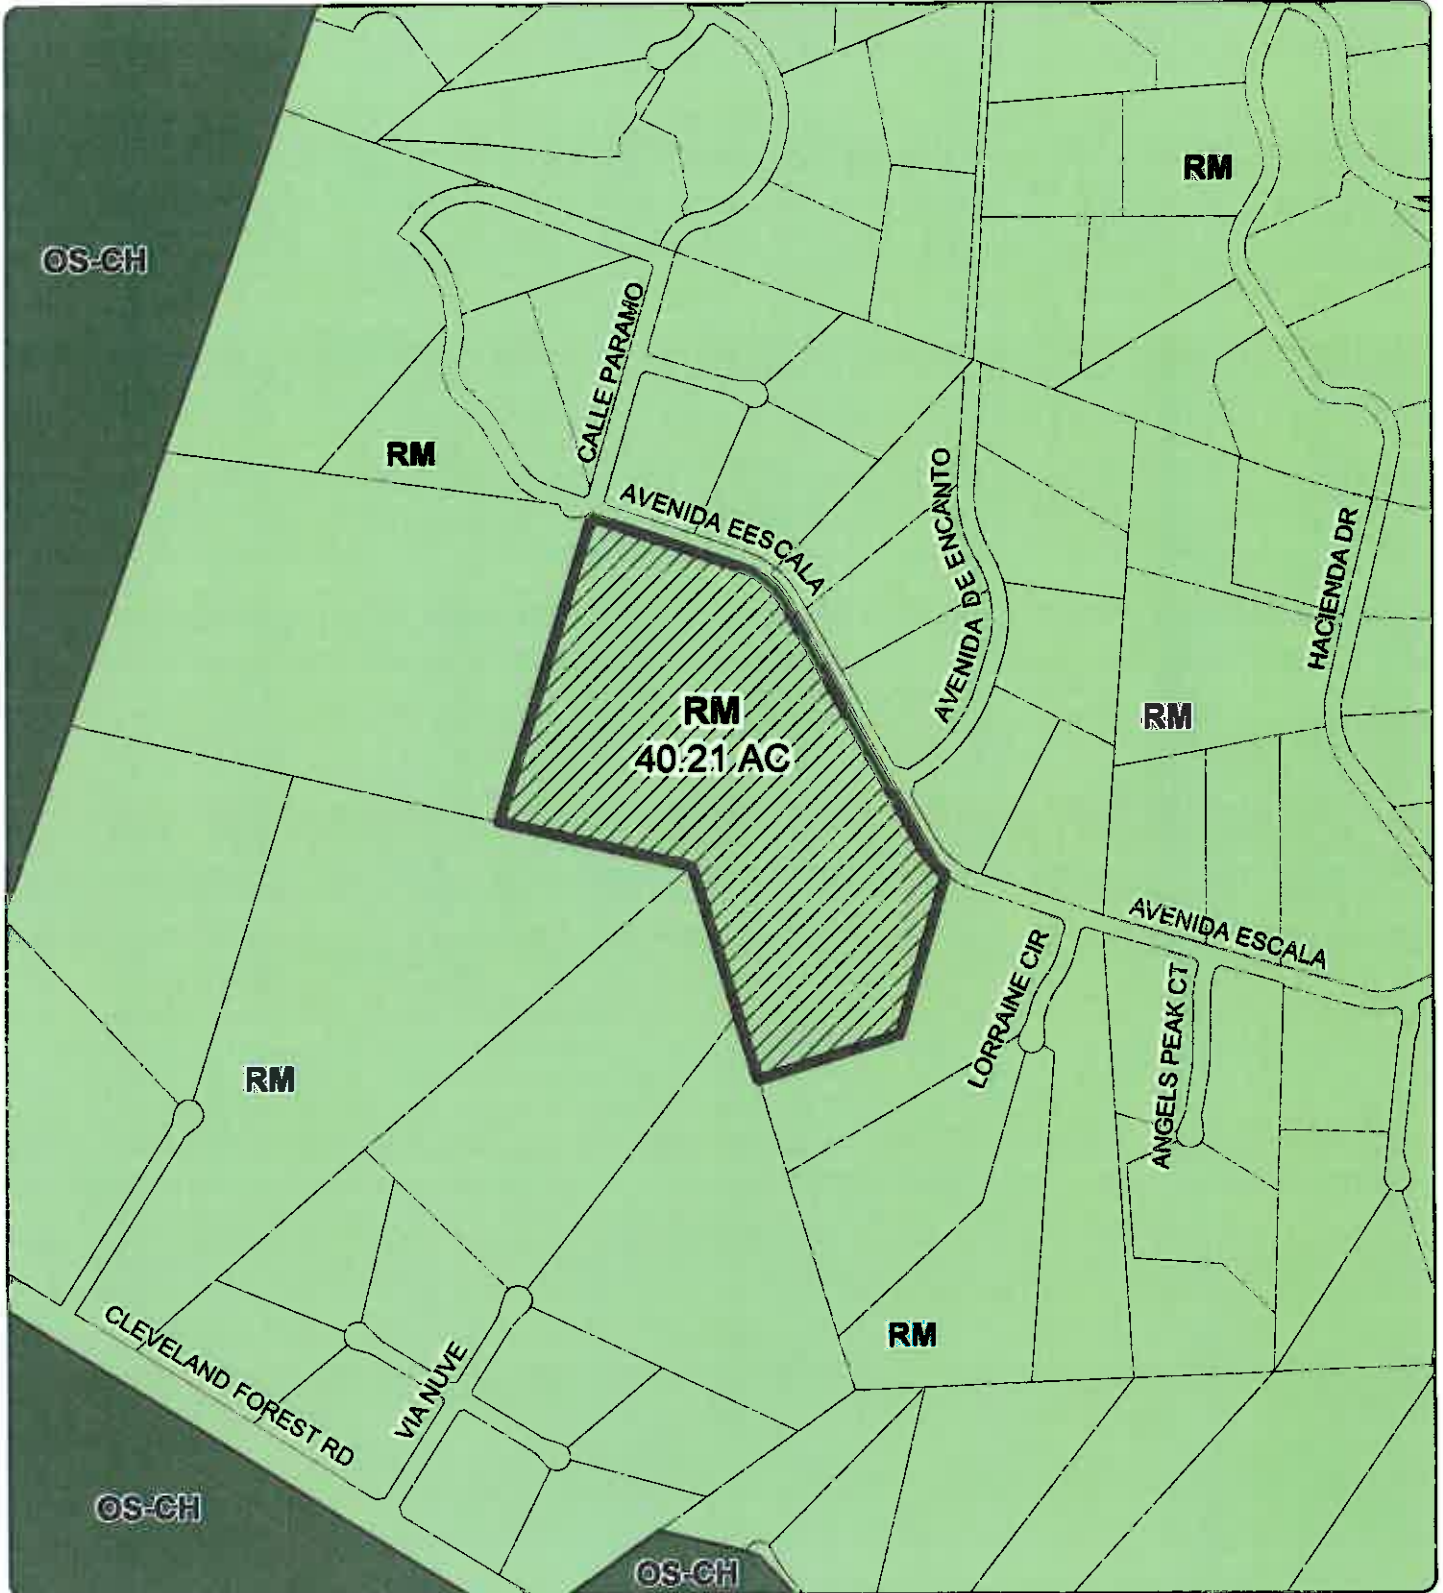 RM
OS-CH
CALLE PARAMO
RM
AVENIDA EESCALA
AVENIDA DE ENCANTO
HACIENDA DR
RM
40.21 AC
RM
AVENIDA ESCALA
LORRAINE CIR
ANGELS PEAK CT
RM
RM
CLEVELAND FOREST RD
VIA NUVE
OS-CH
OS-CH